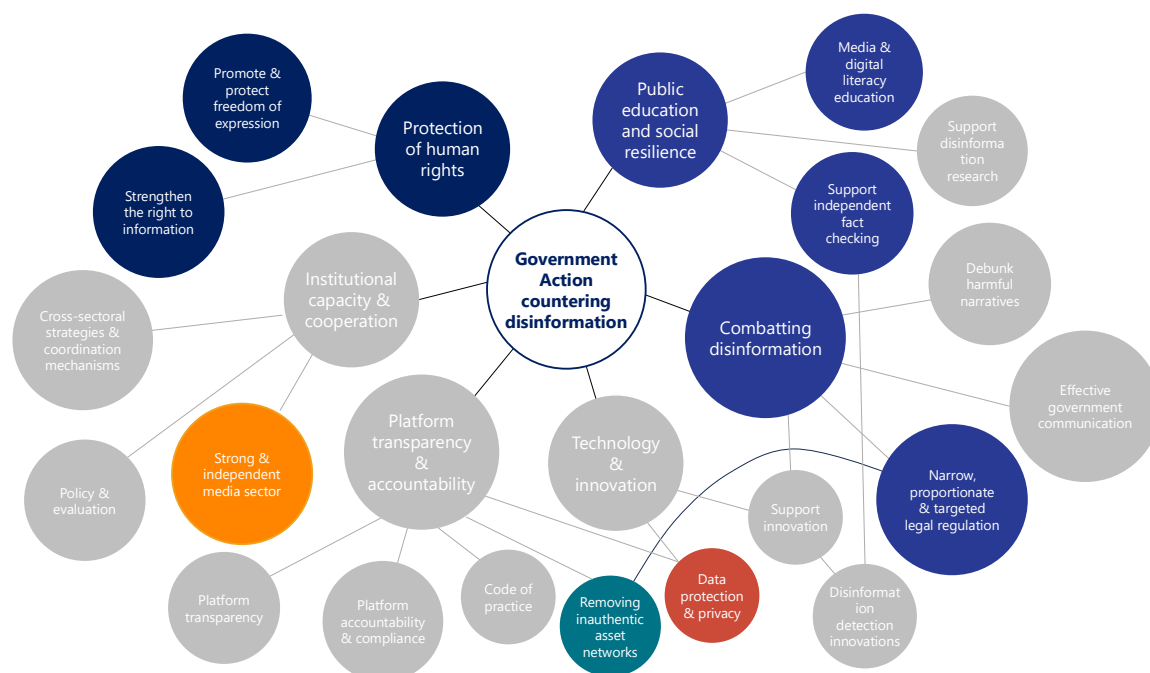 Promote &
protect
freedom of
expression
Protection
of human
rights
Strengthen
the right to
information
Public
education
and social
resilience
Media &
digital
literacy
education
Support
disinforma
tion
research
Support
independent
fact
checking
Government
Action
countering
disinformation
Institutional
capacity &
cooperation
Cross-sectoral
strategies &
coordination
mechanisms
Combatting
disinformation
Debunk
harmful
narratives
Effective
government
communication
Strong &
independent
media sector
Policy &
evaluation
Platform
transparency
&
accountability
Technology
&
innovation
Support
innovation
Narrow,
proportionate
& targeted
legal regulation
Platform
transparency
Platform
accountability
& compliance
Code of
practice
Removing
inauthentic
asset
networks
Data
protection
& privacy
Disinformat
ion
detection
innovations